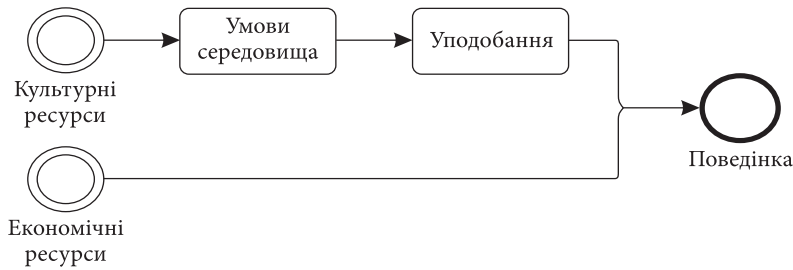 Умови
середовища
Уподобання
Культурні
ресурси
Поведінка
Економічні
ресурси